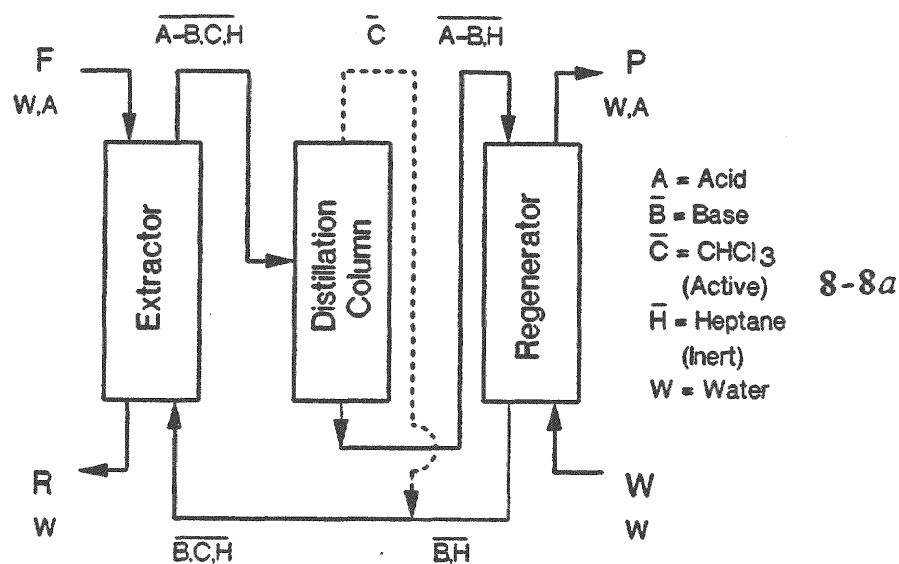 A̅-̅B̅,̅C̅,̅H̅
C̅
A̅-̅B̅,̅H̅
F
W,A
P
W,A
Extractor
Distillation
Column
Regenerator
A = Acid
B̅ = Base
C̅ = CHCl3
(Active)
H̅ = Heptane
(Inert)
W = Water
8-8a
R
W
W
W
B̅,̅C̅,̅H̅
B̅,̅H̅